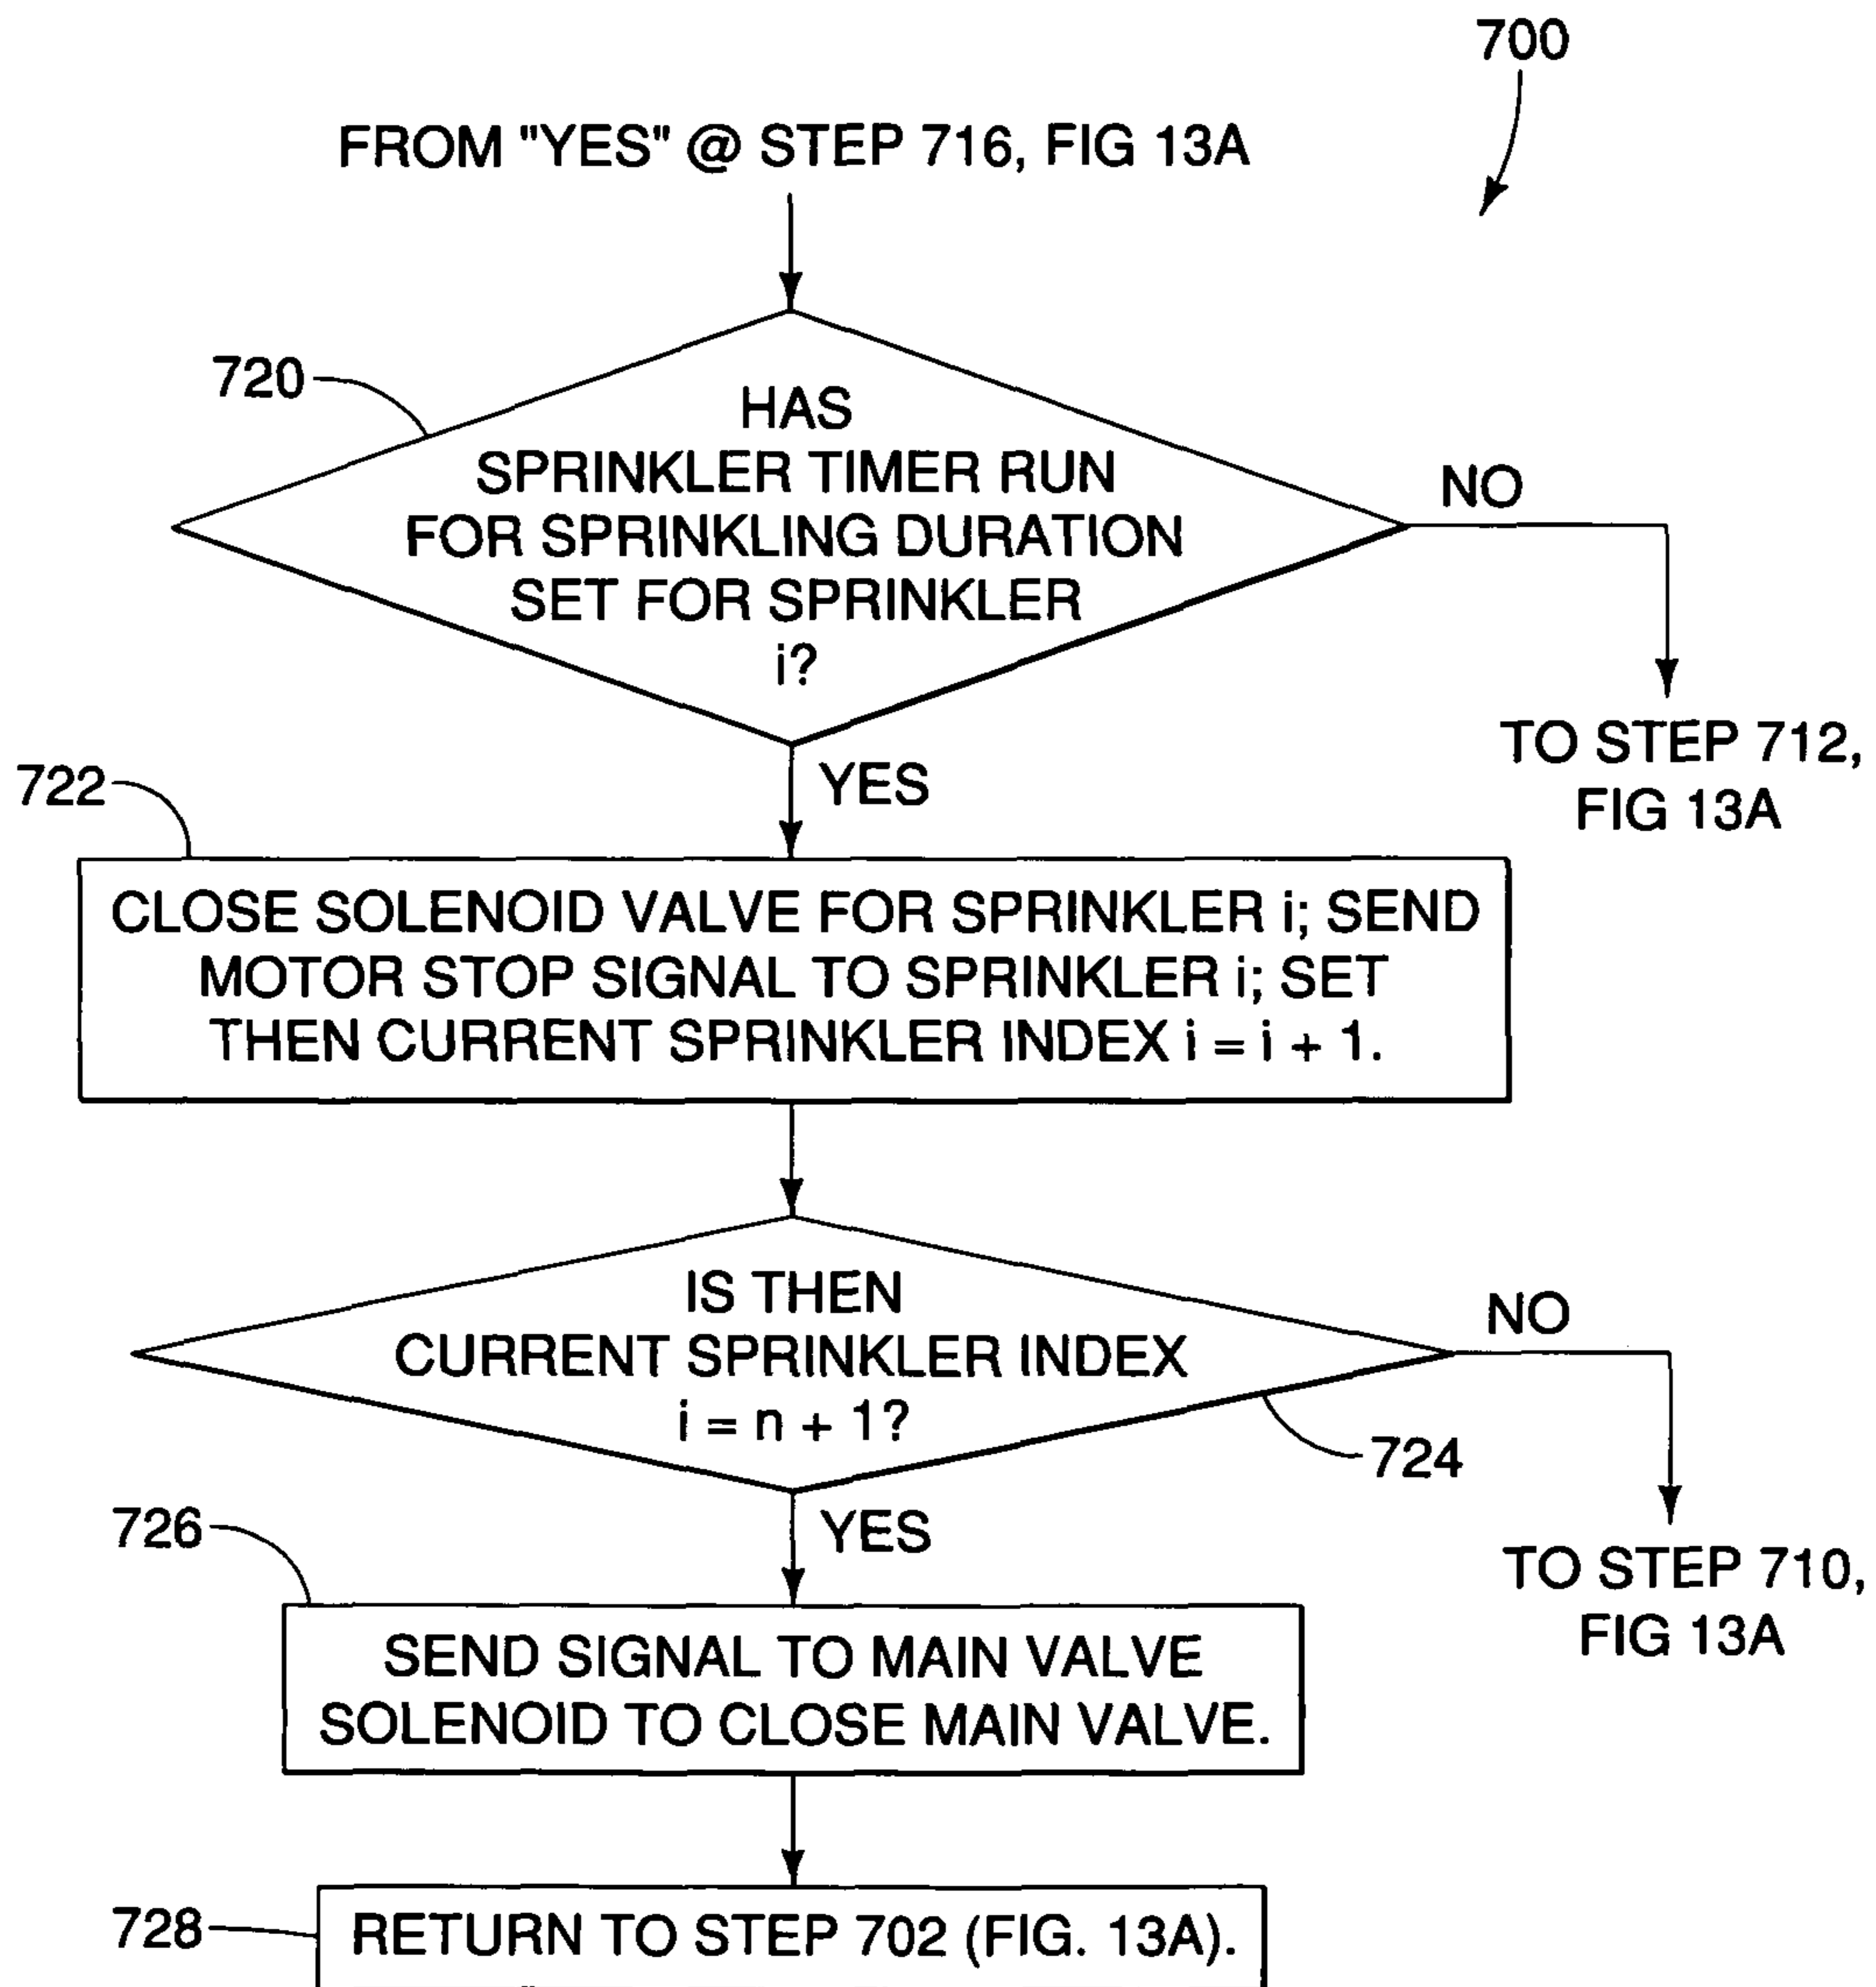 700
FROM "YES" @ STEP 716, FIG 13A
720
HAS
SPRINKLER TIMER RUN
FOR SPRINKLING DURATION
SET FOR SPRINKLER
i?
NO
TO STEP 712,
FIG 13A
YES
722
CLOSE SOLENOID VALVE FOR SPRINKLER i; SEND
MOTOR STOP SIGNAL TO SPRINKLER i; SET
THEN CURRENT SPRINKLER INDEX i = i + 1.
IS THEN
CURRENT SPRINKLER INDEX
i = n + 1?
NO
724
TO STEP 710,
FIG 13A
YES
726
SEND SIGNAL TO MAIN VALVE
SOLENOID TO CLOSE MAIN VALVE.
728
RETURN TO STEP 702 (FIG. 13A).